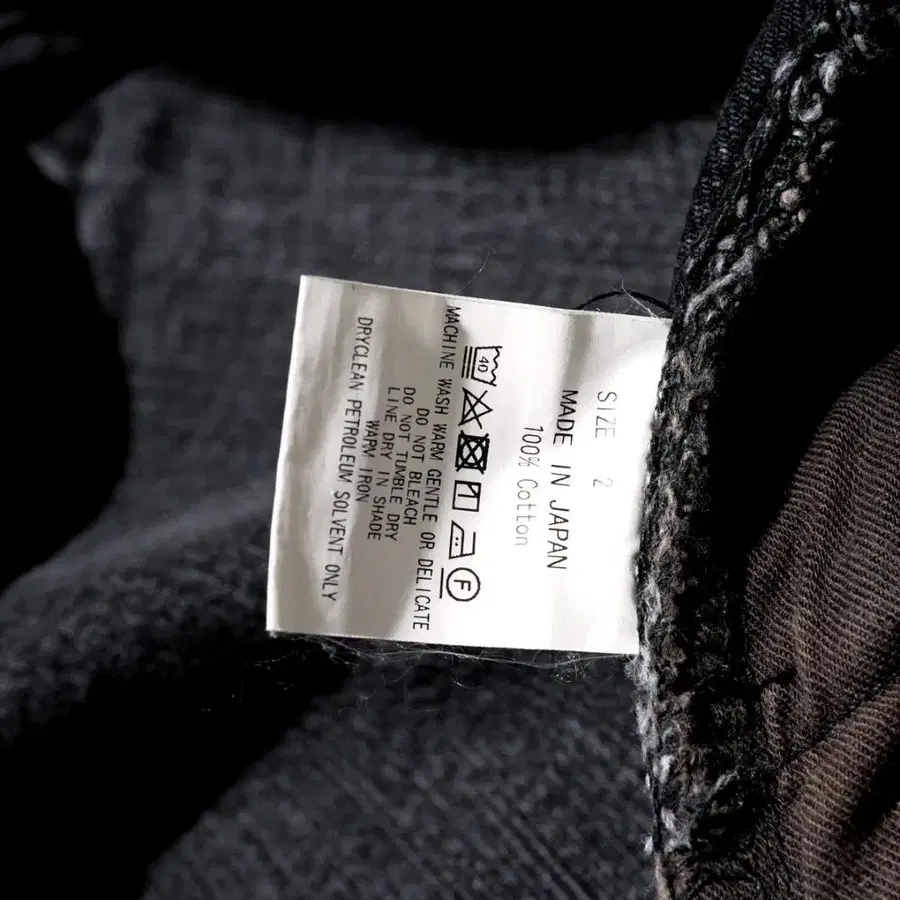 SIZE 2
MADE IN JAPAN
100% Cotton
40
F
MACHINE WASH WARM GENTLE OR DELICATE
DO NOT BLEACH
DO NOT TUMBLE DRY
LINE DRY IN SHADE
WARM IRON
DRYCLEAN PETROLEUM SOLVENT ONLY